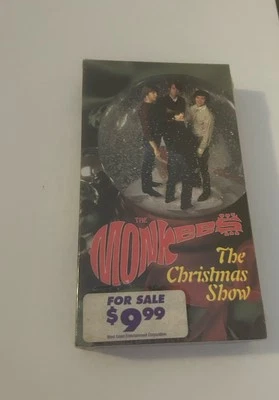 THE
MONKEES
The
Christmas
Show
FOR SALE
$9.99